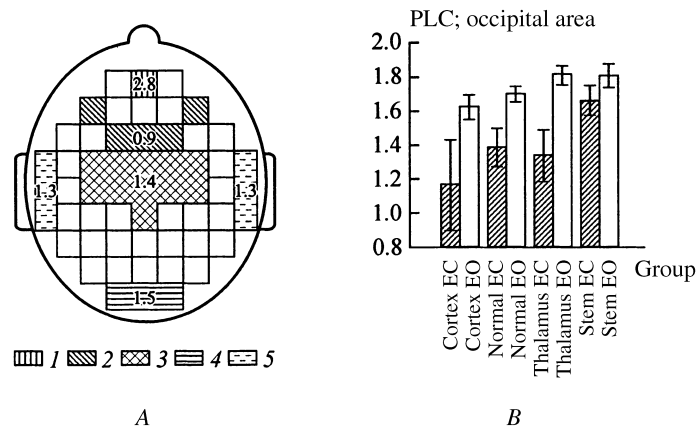 PLC; occipital area
2.8
0.9
1.3
1.4
1.3
1.5
1
2
3
4
5
A
2.0
1.8
1.6
1.4
1.2
1.0
0.8
Cortex EC
Cortex EO
Normal EC
Normal EO
Thalamus EC
Thalamus EO
Stem EC
Stem EO
Group
B